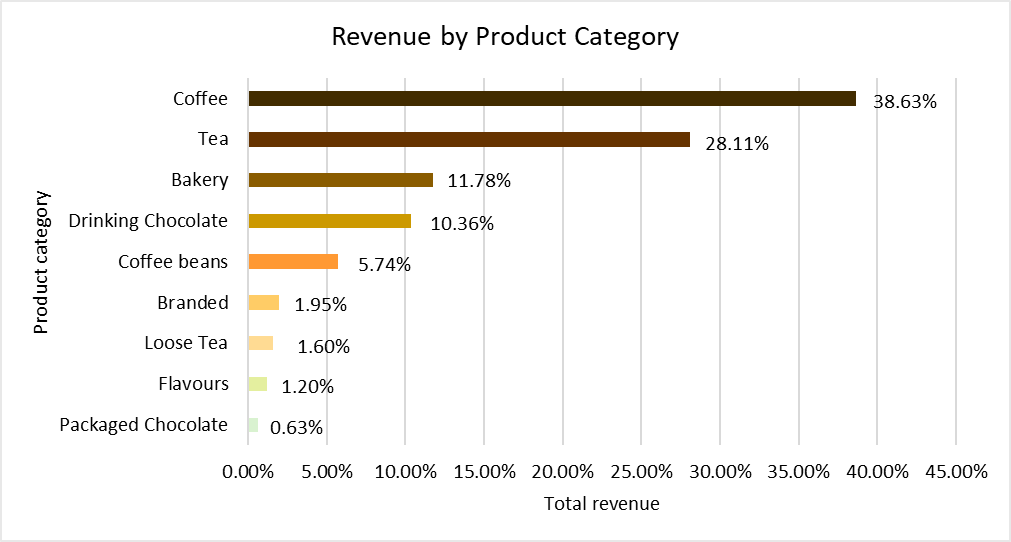 Revenue by Product Category
Product category
Coffee 38.63%
Tea 28.11%
Bakery 11.78%
Drinking Chocolate 10.36%
Coffee beans 5.74%
Branded 1.95%
Loose Tea 1.60%
Flavours 1.20%
Packaged Chocolate 0.63%
0.00% 5.00% 10.00% 15.00% 20.00% 25.00% 30.00% 35.00% 40.00% 45.00%
Total revenue